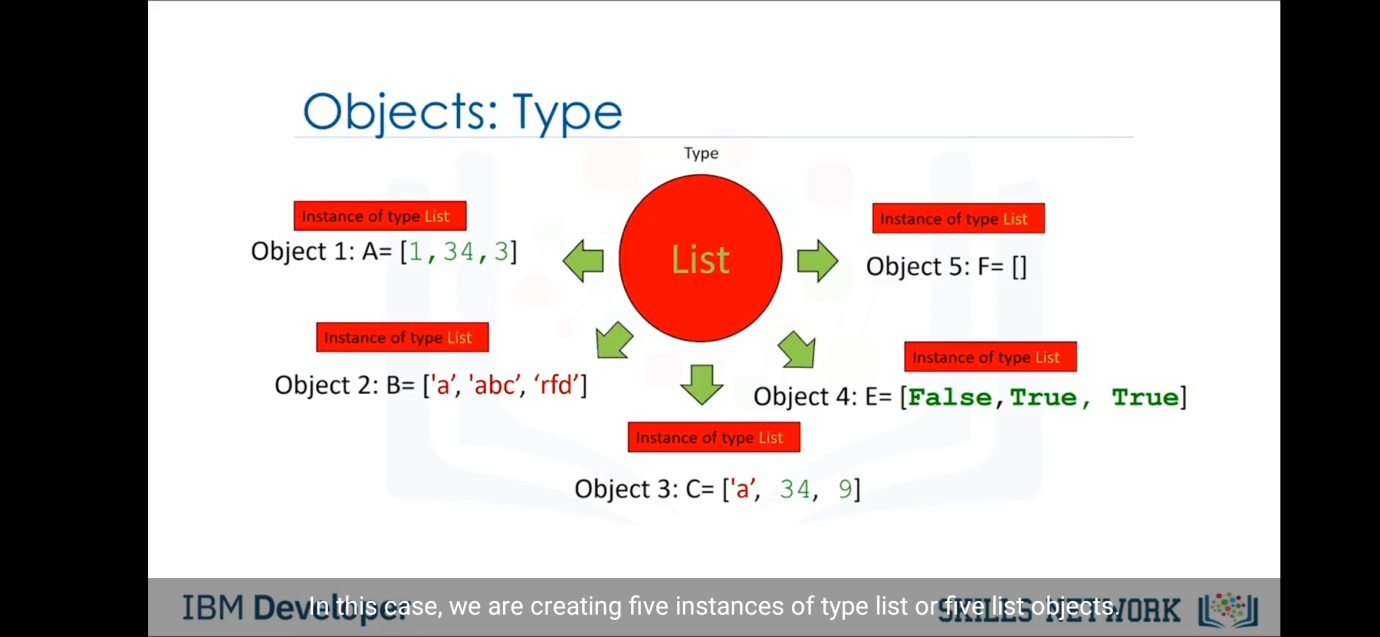 Objects: Type
Type
List
Instance of type List
Object 1: A= [1,34,3]
Instance of type List
Object 2: B= ['a’, 'abc’, ‘rfd’]
Instance of type List
Object 3: C= ['a’, 34, 9]
Instance of type List
Object 4: E= [False,True, True]
Instance of type List
Object 5: F= []
IBM Developer
SKILLS NETWORK
In this case, we are creating five instances of type list or five list objects.